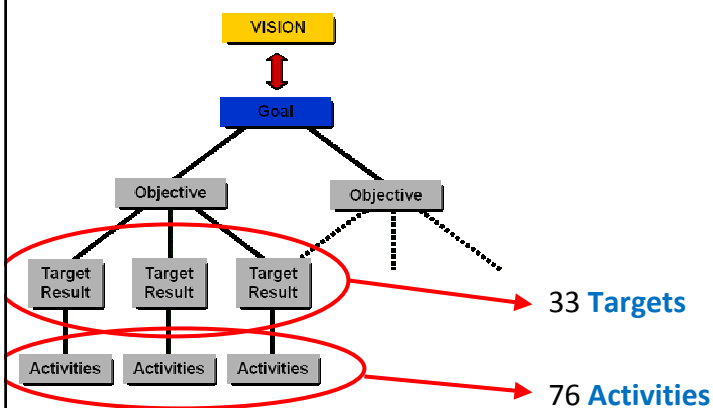 VISION
Goal
Objective
Objective
Target
Result
Target
Result
Target
Result
33 Targets
Activities
Activities
Activities
76 Activities